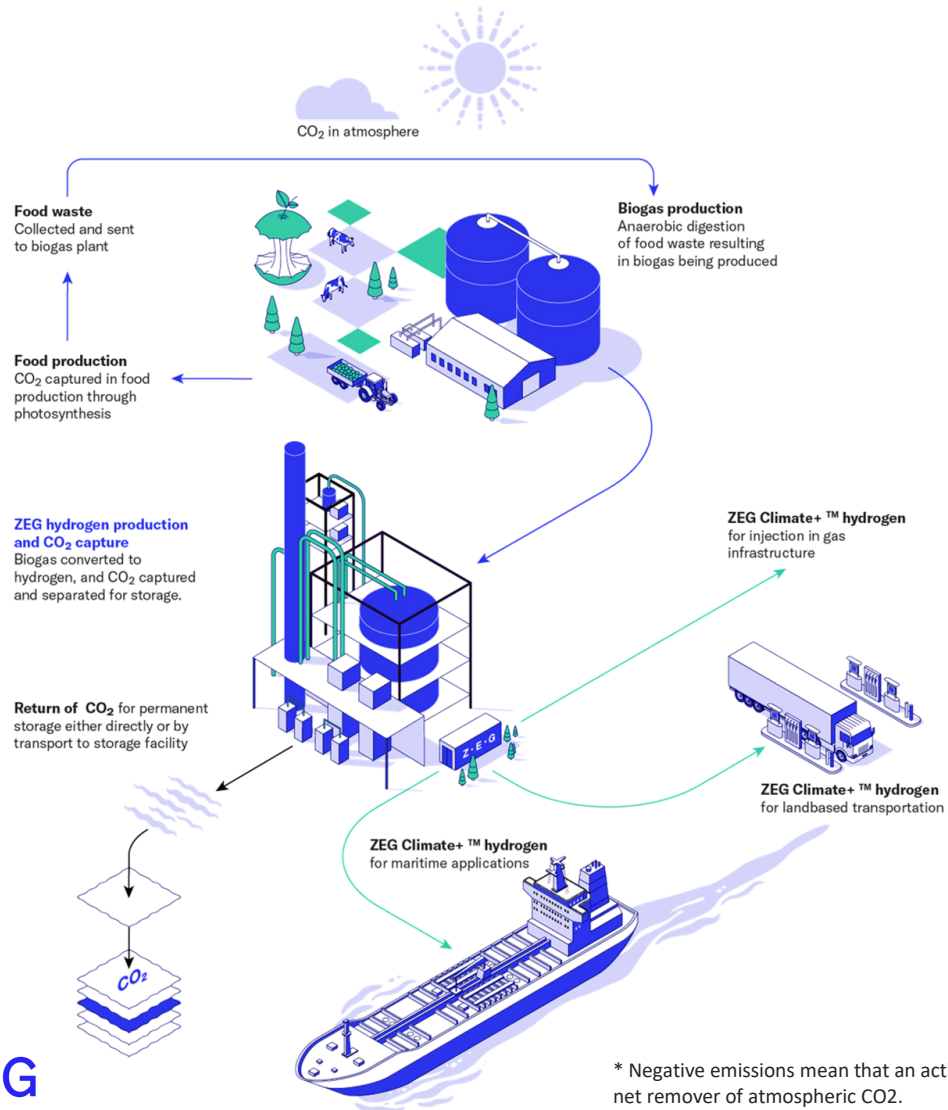 CO₂ in atmosphere
Food waste
Collected and sent
to biogas plant
Biogas production
Anaerobic digestion
of food waste resulting
in biogas being produced
Food production
CO₂ captured in food
production through
photosynthesis
ZEG hydrogen production
and CO₂ capture
Biogas converted to
hydrogen, and CO₂ captured
and separated for storage.
ZEG Climate+ ™ hydrogen
for injection in gas
infrastructure
Return of CO₂ for permanent
storage either directly or by
transport to storage facility
Z·E·G
ZEG Climate+ ™ hydrogen
for landbased transportation
ZEG Climate+ ™ hydrogen
for maritime applications
CO₂
G
* Negative emissions mean that an act
net remover of atmospheric CO2.